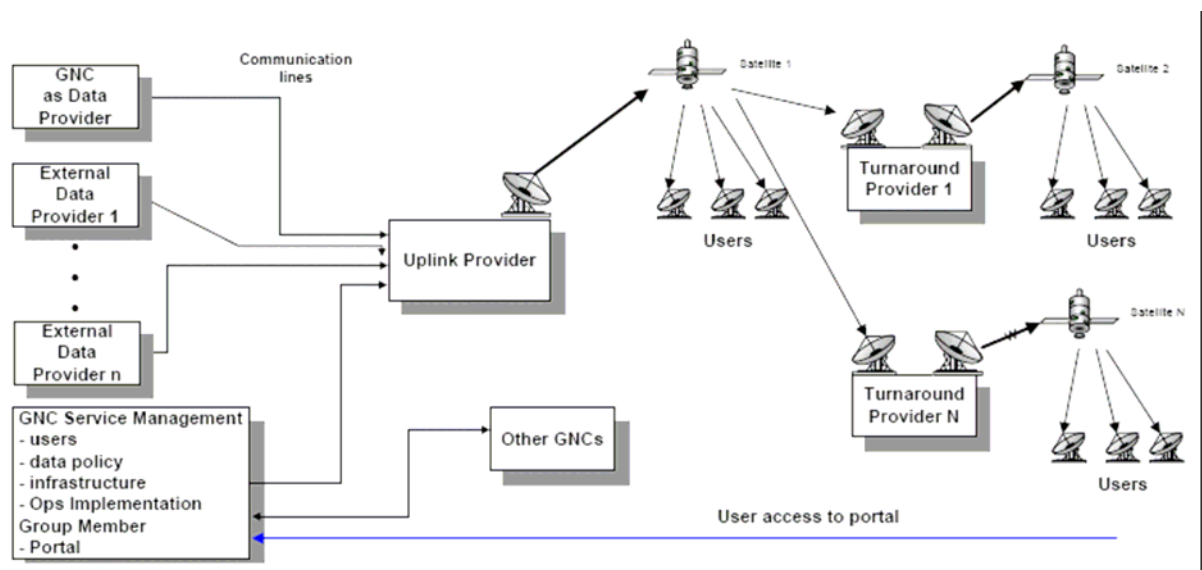 Communication
lines
GNC
as Data
Provider
External
Data
Provider 1
External
Data
Provider n
GNC Service Management
- users
- data policy
- infrastructure
- Ops Implementation
Group Member
- Portal
Uplink Provider
Other GNCs
Satellite 1
Users
Turnaround
Provider 1
Satellite 2
Users
Turnaround
Provider N
Satellite N
Users
User access to portal